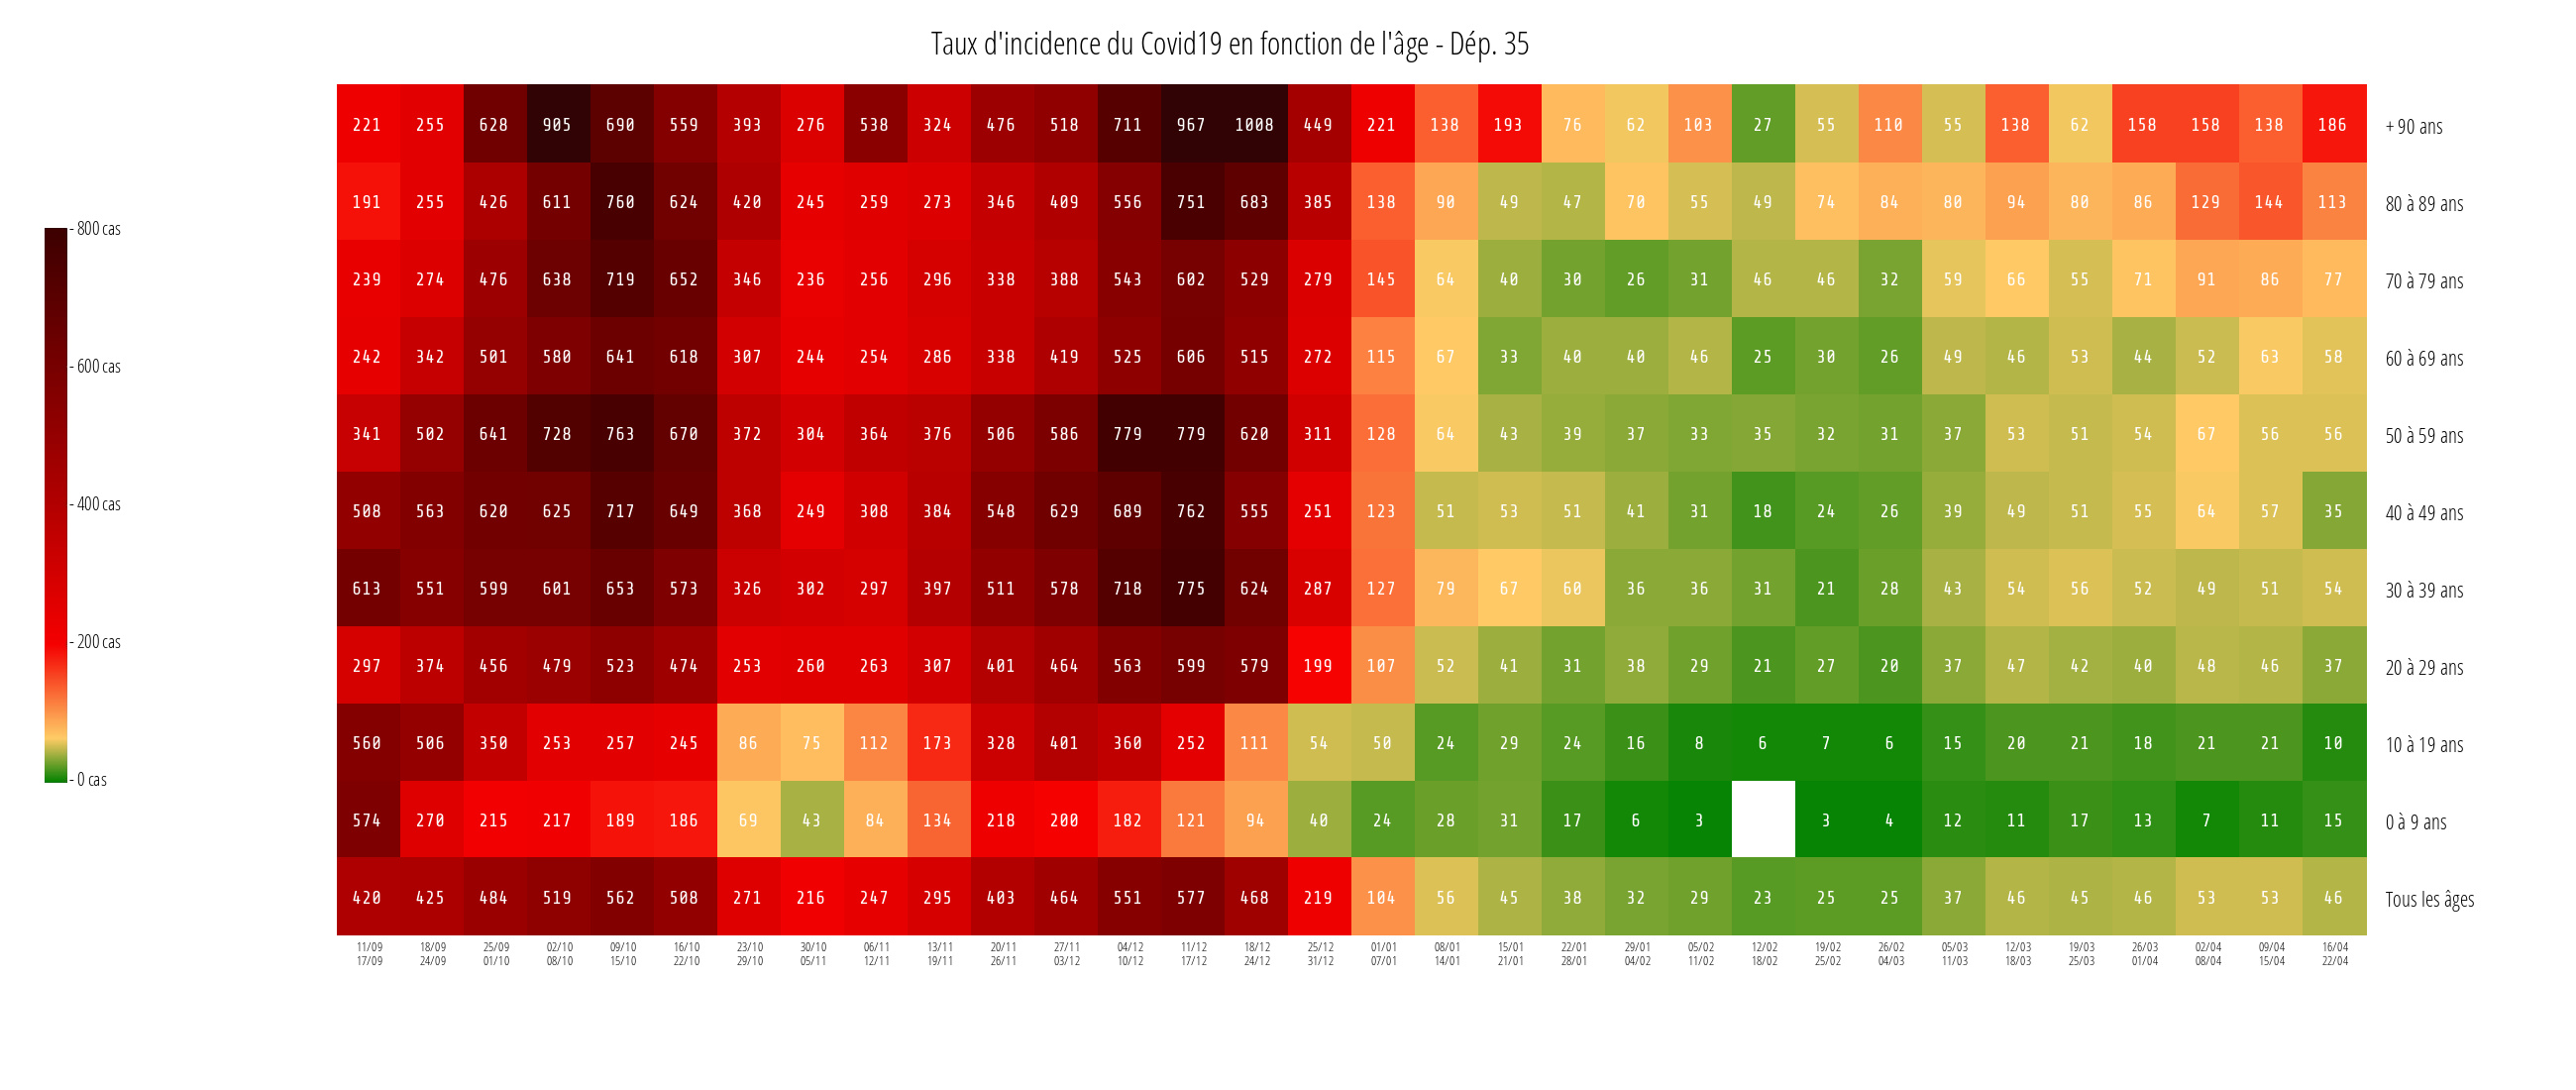 Taux d'incidence du Covid19 en fonction de l'âge - Dép. 35
221 255 628 905 690 559 393 276 538 324 476 518 711 967 1008 449 221 138 193 76 62 103 27 55 110 55 138 62 158 158 138 186 + 90 ans
191 255 426 611 760 624 420 245 259 273 346 409 556 751 683 385 138 90 49 47 70 55 49 74 84 80 94 80 86 129 144 113 80 à 89 ans
- 800 cas
239 274 476 638 719 652 346 236 256 296 338 388 543 602 529 279 145 64 40 30 26 31 46 46 32 59 66 55 71 91 86 77 70 à 79 ans
242 342 501 580 641 618 307 244 254 286 338 419 525 606 515 272 115 67 33 40 40 46 25 30 26 49 46 53 44 52 63 58 60 à 69 ans
- 600 cas
341 502 641 728 763 670 372 304 364 376 506 586 779 779 620 311 128 64 43 39 37 33 35 32 31 37 53 51 54 67 56 56 50 à 59 ans
- 400 cas
508 563 620 625 717 649 368 249 308 384 548 629 689 762 555 251 123 51 53 51 41 31 18 24 26 39 49 51 55 64 57 35 40 à 49 ans
613 551 599 601 653 573 326 302 297 397 511 578 718 775 624 287 127 79 67 60 36 36 31 21 28 43 54 56 52 49 51 54 30 à 39 ans
- 200 cas
297 374 456 479 523 474 253 260 263 307 401 464 563 599 579 199 107 52 41 31 38 29 21 27 20 37 47 42 40 48 46 37 20 à 29 ans
560 506 350 253 257 245 86 75 112 173 328 401 360 252 111 54 50 24 29 24 16 8 6 7 6 15 20 21 18 21 21 10 10 à 19 ans
- 0 cas
574 270 215 217 189 186 69 43 84 134 218 200 182 121 94 40 24 28 31 17 6 3 3 4 12 11 17 13 7 11 15 0 à 9 ans
420 425 484 519 562 508 271 216 247 295 403 464 551 577 468 219 104 56 45 38 32 29 23 25 25 37 46 45 46 53 53 46 Tous les âges
11/09 18/09 25/09 02/10 09/10 16/10 23/10 30/10 06/11 13/11 20/11 27/11 04/12 11/12 18/12 25/12 01/01 08/01 15/01 22/01 29/01 05/02 12/02 19/02 26/02 05/03 12/03 19/03 26/03 02/04 09/04 16/04
17/09 24/09 01/10 08/10 15/10 22/10 29/10 05/11 12/11 19/11 26/11 03/12 10/12 17/12 24/12 31/12 07/01 14/01 21/01 28/01 04/02 11/02 18/02 25/02 04/03 11/03 18/03 25/03 01/04 08/04 15/04 22/04